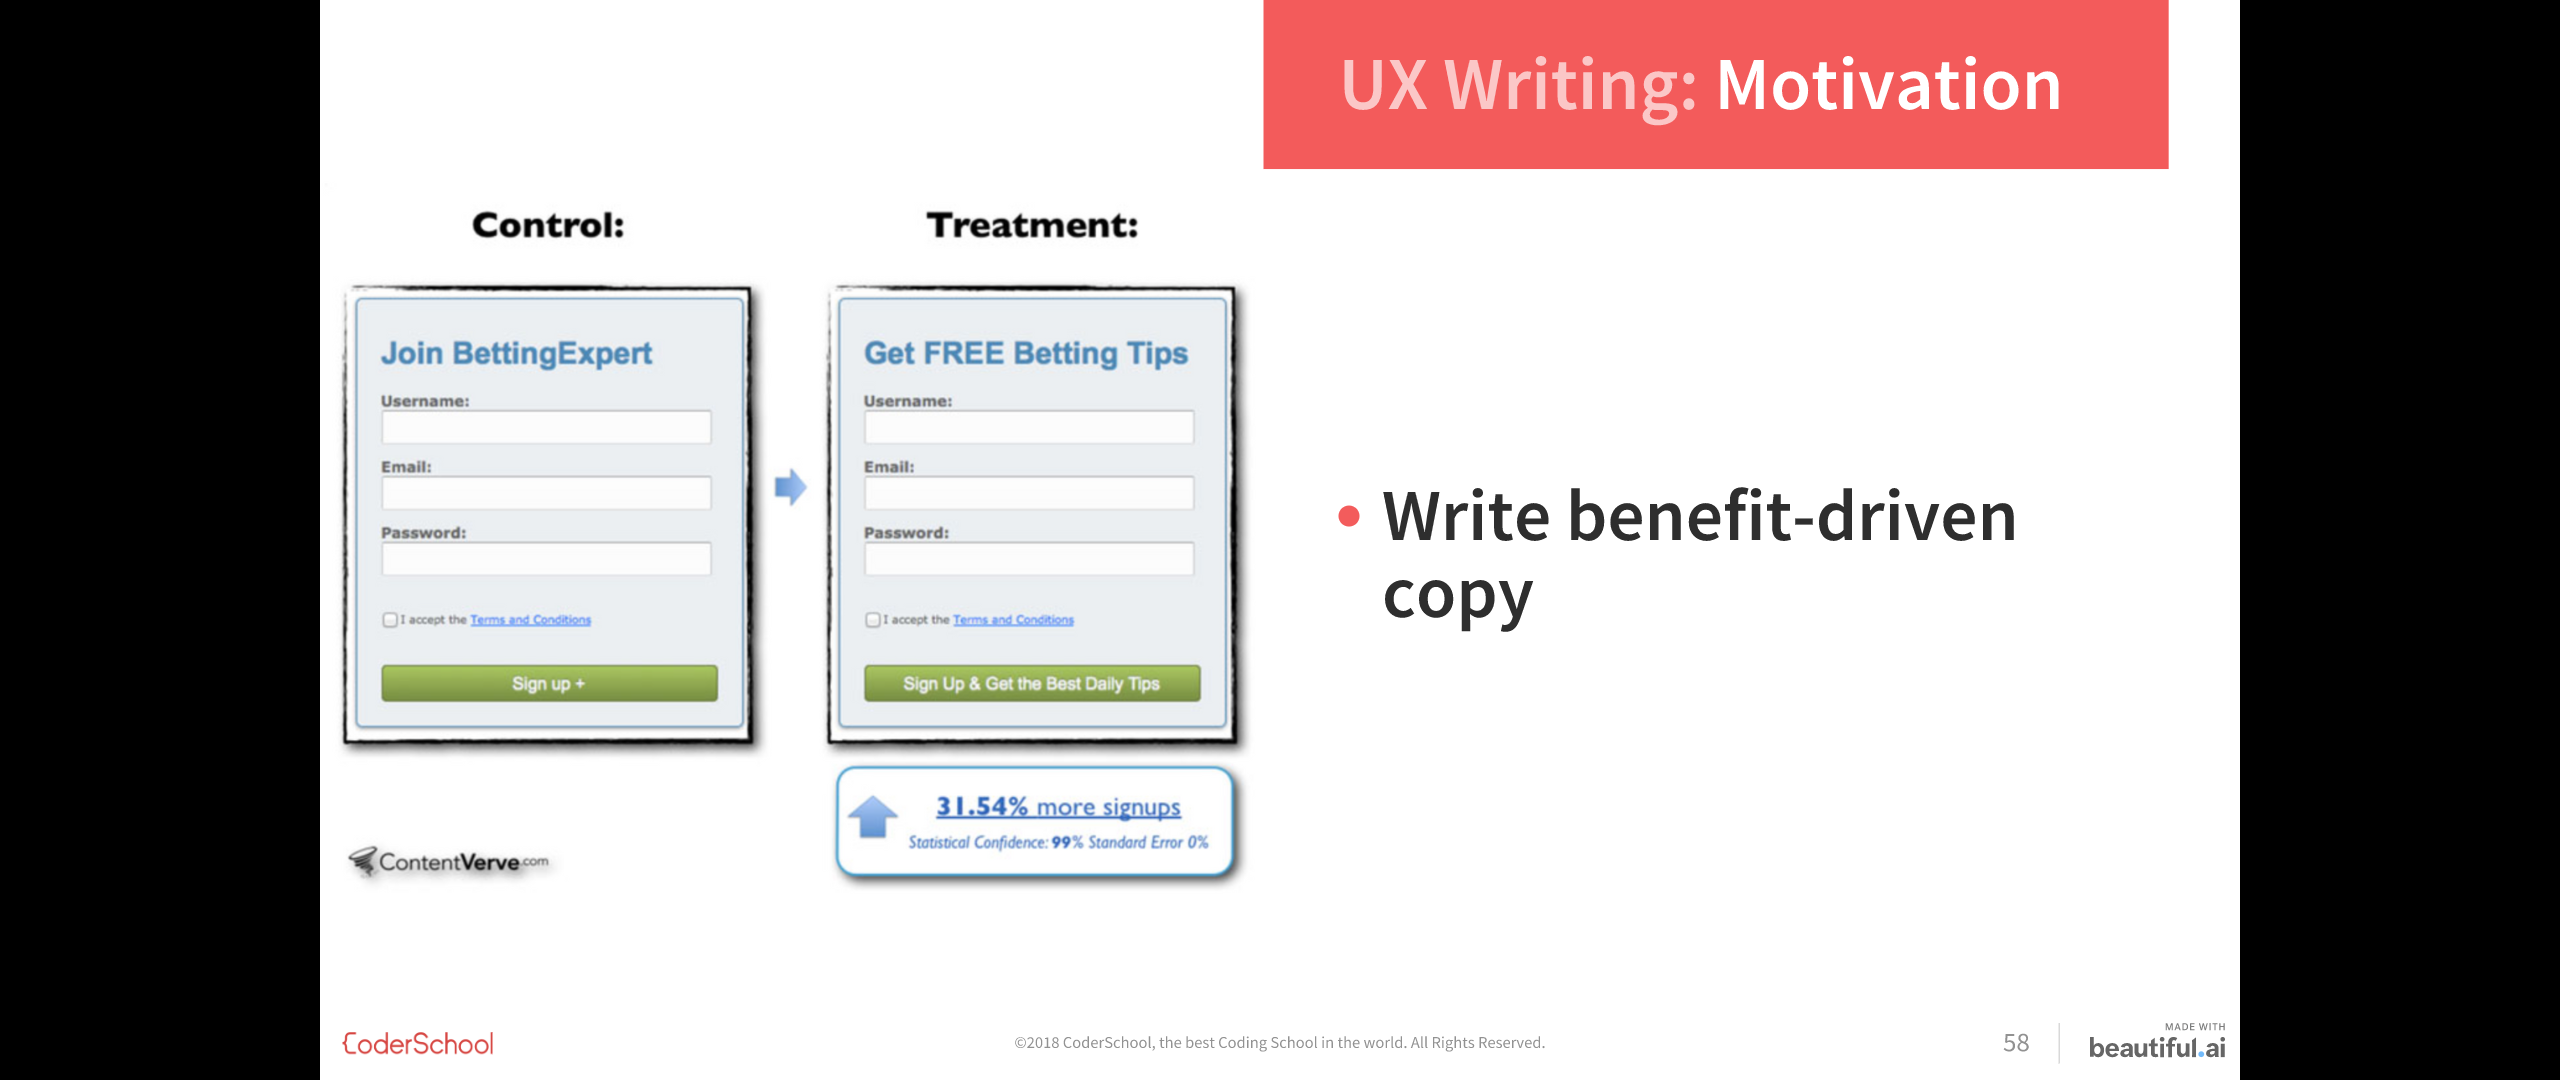 UX Writing: Motivation
Control:
Treatment:
Join BettingExpert
Username:
Email:
Password:
I accept the Terms and Conditions
Sign up +
Get FREE Betting Tips
Username:
Email:
Password:
I accept the Terms and Conditions
Sign Up & Get the Best Daily Tips
31.54% more signups
Statistical Confidence: 99% Standard Error 0%
ContentVerve.com
• Write benefit-driven
copy
CoderSchool
©2018 CoderSchool, the best Coding School in the world. All Rights Reserved.
58
MADE WITH
beautiful.ai